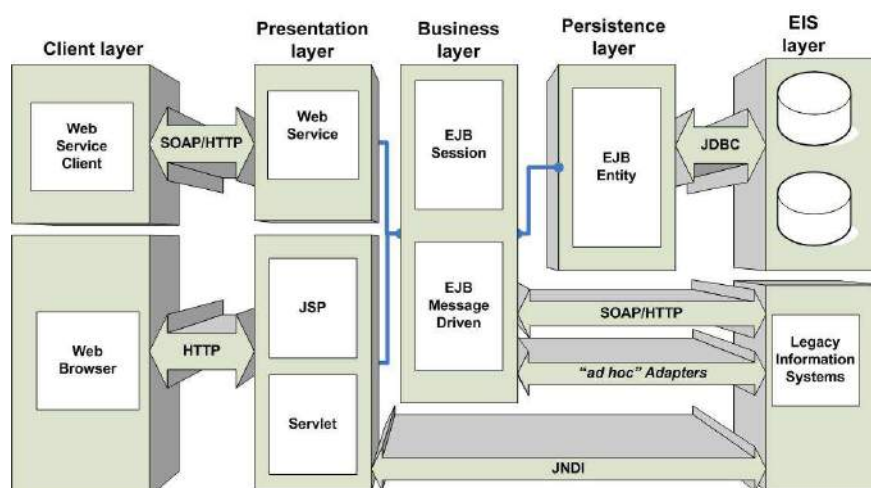 Client layer
Presentation
layer
Business
layer
Persistence
layer
EIS
layer
Web
Service
Client
SOAP/HTTP
Web
Service
EJB
Session
EJB
Entity
JDBC
Web
Browser
HTTP
JSP
Servlet
EJB
Message
Driven
SOAP/HTTP
"ad hoc" Adapters
JNDI
Legacy
Information
Systems